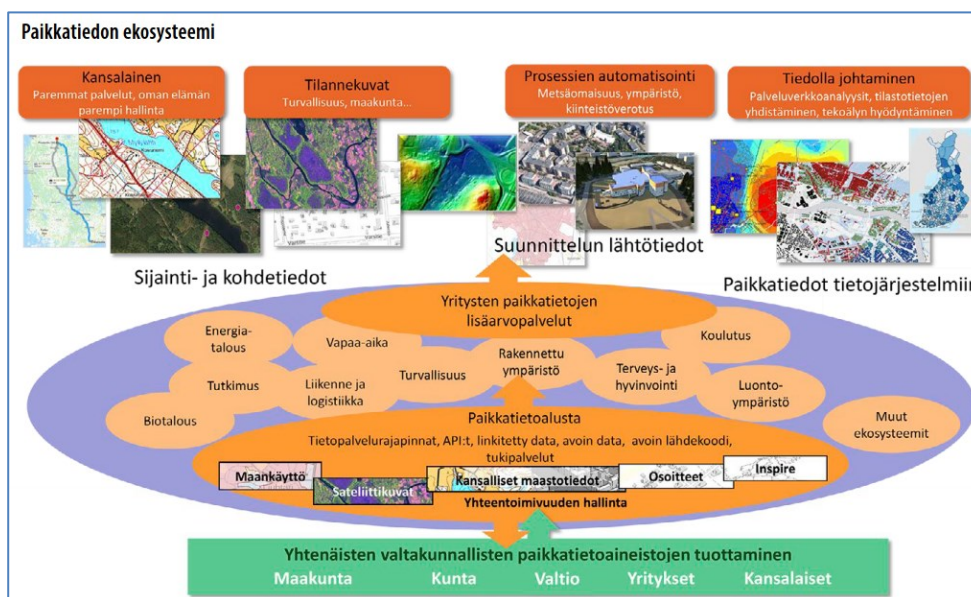 Paikkatiedon ekosysteemi
Kansalainen
Paremmat palvelut, oman elämän
parempi hallinta
Tilannekuvat
Turvallisuus, maakunta...
Prosessien automatisointi
Metsäomaisuus, ympäristö,
kiinteistöverotus
Tiedolla johtaminen
Palveluverkkoanalyysit, tilastotietojen
yhdistäminen, tekoälyn hyödyntäminen
Sijainti- ja kohdetiedot
Suunnittelun lähtötiedot
Paikkatiedot tietojärjestelmiin
Yritysten paikkatietojen
lisäarvopalvelut
Energia-
talous
Vapaa-aika
Tutkimus
Liikenne ja
logistiikka
Turvallisuus
Rakennettu
ympäristö
Terveys- ja
hyvinvointi
Koulutus
Luonto-
ympäristö
Biotalous
Muut
ekosysteemit
Paikkatietoalusta
Tietopalvelurajapinnat, API:t, linkitetty data, avoin data, avoin lähdekoodi,
tukipalvelut
Maankäyttö
Sateliittikuvat
Kansalliset maastotiedot
Osoitteet
Inspire
Yhteentoimivuuden hallinta
Yhtenäisten valtakunnallisten paikkatietoaineistojen tuottaminen
Maakunta Kunta Valtio Yritykset Kansalaiset